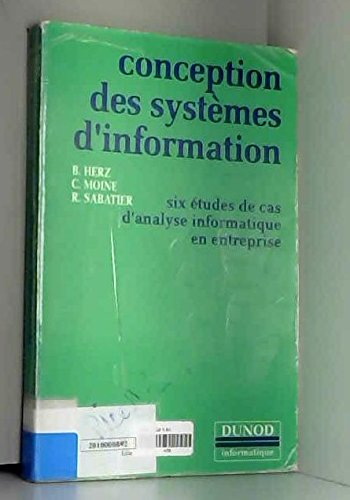 conception
des systèmes
d'information
B. HERZ
C. MOINE
R. SABATIER
six études de cas
d'analyse informatique
en entreprise
DUNOD
informatique